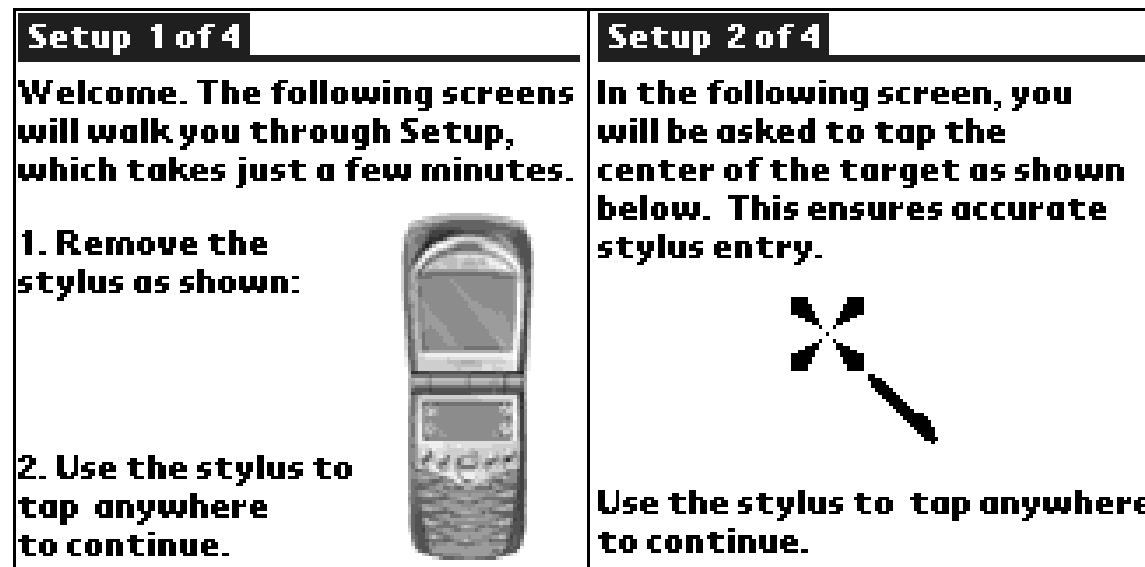 Setup 1 of 4
Welcome. The following screens
will walk you through Setup,
which takes just a few minutes.
1. Remove the
stylus as shown:
2. Use the stylus to
tap anywhere
to continue.
Setup 2 of 4
In the following screen, you
will be asked to tap the
center of the target as shown
below.  This ensures accurate
stylus entry.
Use the stylus to  tap anywhere
to continue.